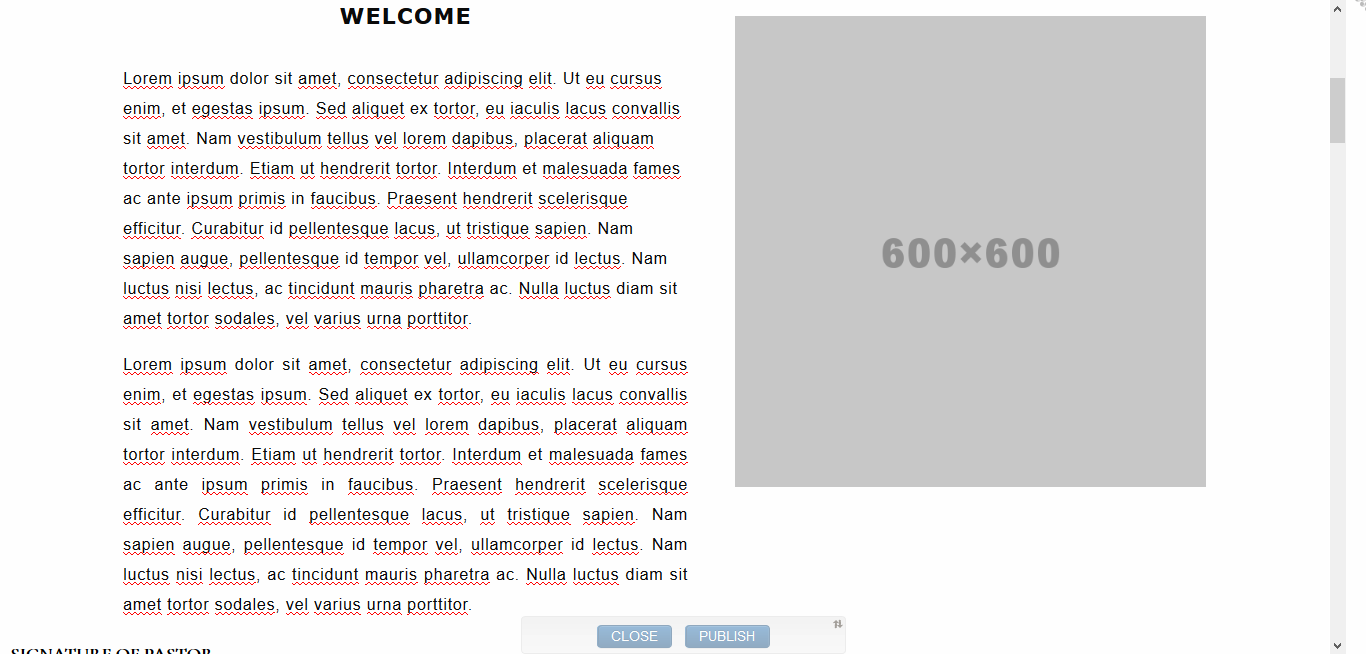 WELCOME
Lorem ipsum dolor sit amet, consectetur adipiscing elit. Ut eu cursus
enim, et egestas ipsum. Sed aliquet ex tortor, eu iaculis lacus convallis
sit amet. Nam vestibulum tellus vel lorem dapibus, placerat aliquam
tortor interdum. Etiam ut hendrerit tortor. Interdum et malesuada fames
ac ante ipsum primis in faucibus. Praesent hendrerit scelerisque
efficitur. Curabitur id pellentesque lacus, ut tristique sapien. Nam
sapien augue, pellentesque id tempor vel, ullamcorper id lectus. Nam
luctus nisi lectus, ac tincidunt mauris pharetra ac. Nulla luctus diam sit
amet tortor sodales, vel varius urna porttitor.
Lorem ipsum dolor sit amet, consectetur adipiscing elit. Ut eu cursus
enim, et egestas ipsum. Sed aliquet ex tortor, eu iaculis lacus convallis
sit amet. Nam vestibulum tellus vel lorem dapibus, placerat aliquam
tortor interdum. Etiam ut hendrerit tortor. Interdum et malesuada fames
ac ante ipsum primis in faucibus. Praesent hendrerit scelerisque
efficitur. Curabitur id pellentesque lacus, ut tristique sapien. Nam
sapien augue, pellentesque id tempor vel, ullamcorper id lectus. Nam
luctus nisi lectus, ac tincidunt mauris pharetra ac. Nulla luctus diam sit
amet tortor sodales, vel varius urna porttitor.
600×600
CLOSE PUBLISH
SIGNATURE OF PASTOR